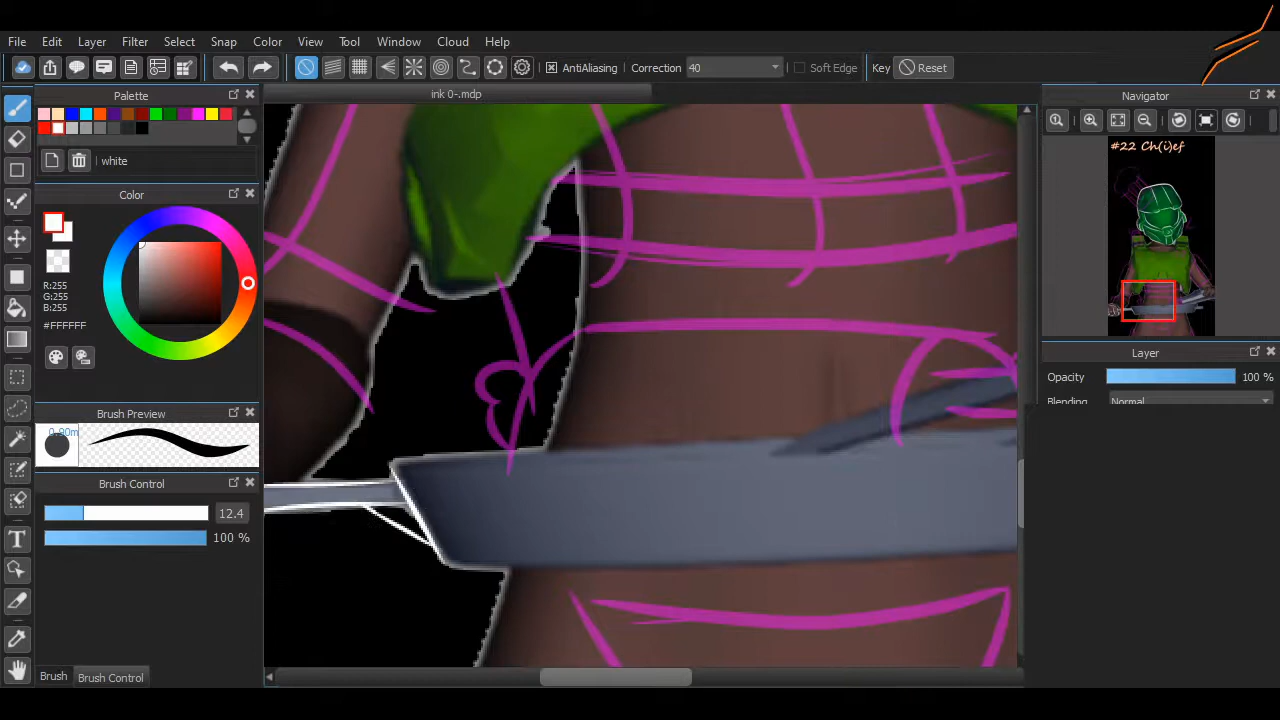 File Edit Layer Filter Select Snap Color View Tool Window Cloud Help
AntiAliasing Correction 40 Soft Edge Key Reset
Palette
white
Color
R:255
G:255
B:255
#FFFFFF
Brush Preview
0.90m
Brush Control
12.4
100 %
Brush Brush Control
ink 0-.mdp
Navigator
#22 Ch(i)ef
Layer
Opacity 100 %
Blending Normal